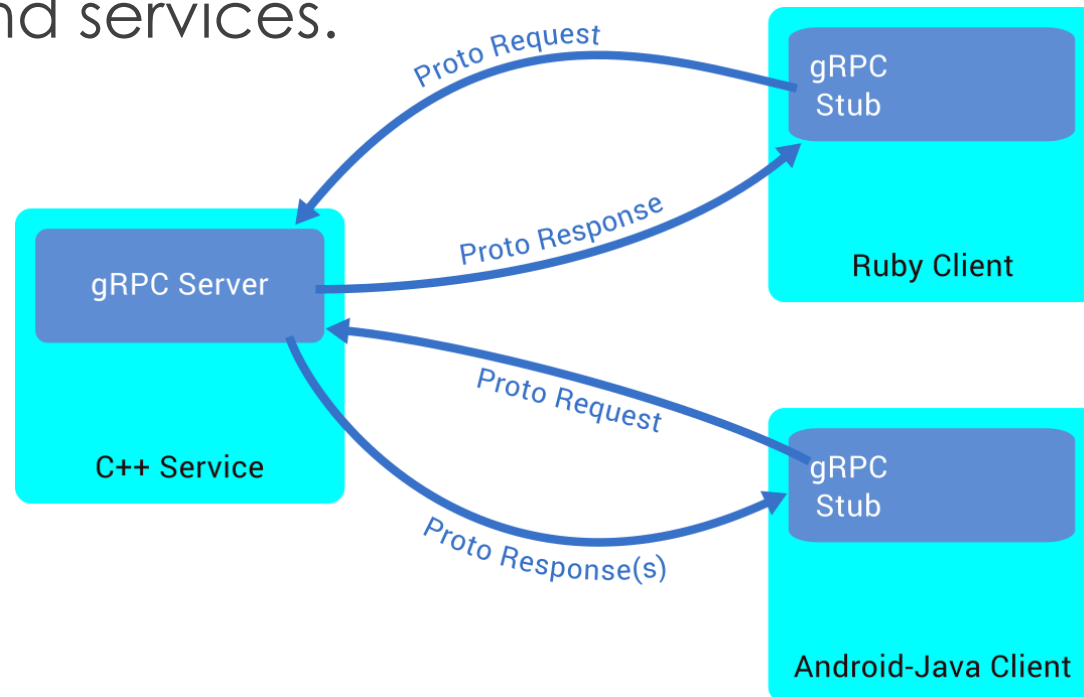 nd services.
Proto Request
gRPC
Stub
Proto Response
Ruby Client
gRPC Server
C++ Service
Proto Request
gRPC
Stub
Proto Response(s)
Android-Java Client